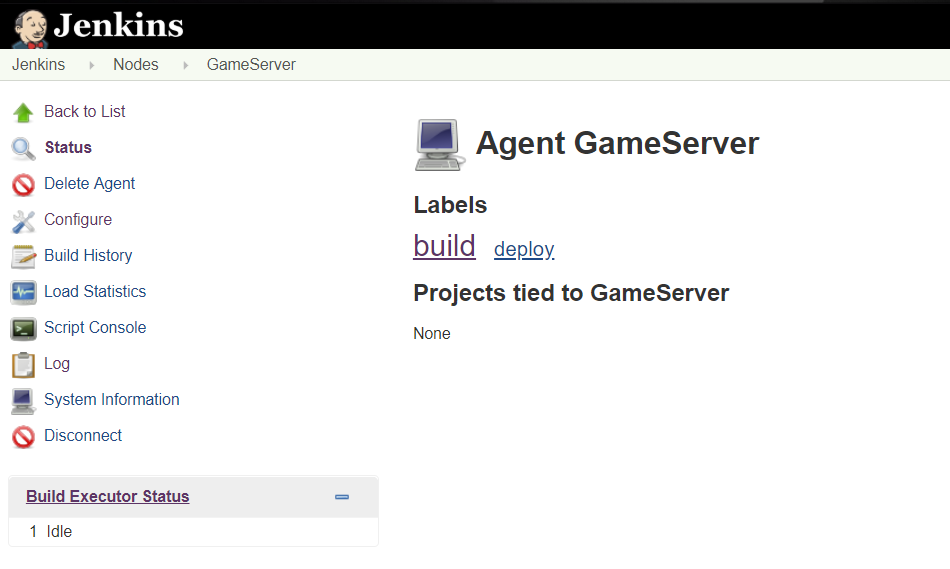 Jenkins
Jenkins Nodes GameServer
Back to List
Status
Delete Agent
Configure
Build History
Load Statistics
Script Console
Log
System Information
Disconnect
Build Executor Status
1 Idle
Agent GameServer
Labels
build deploy
Projects tied to GameServer
None